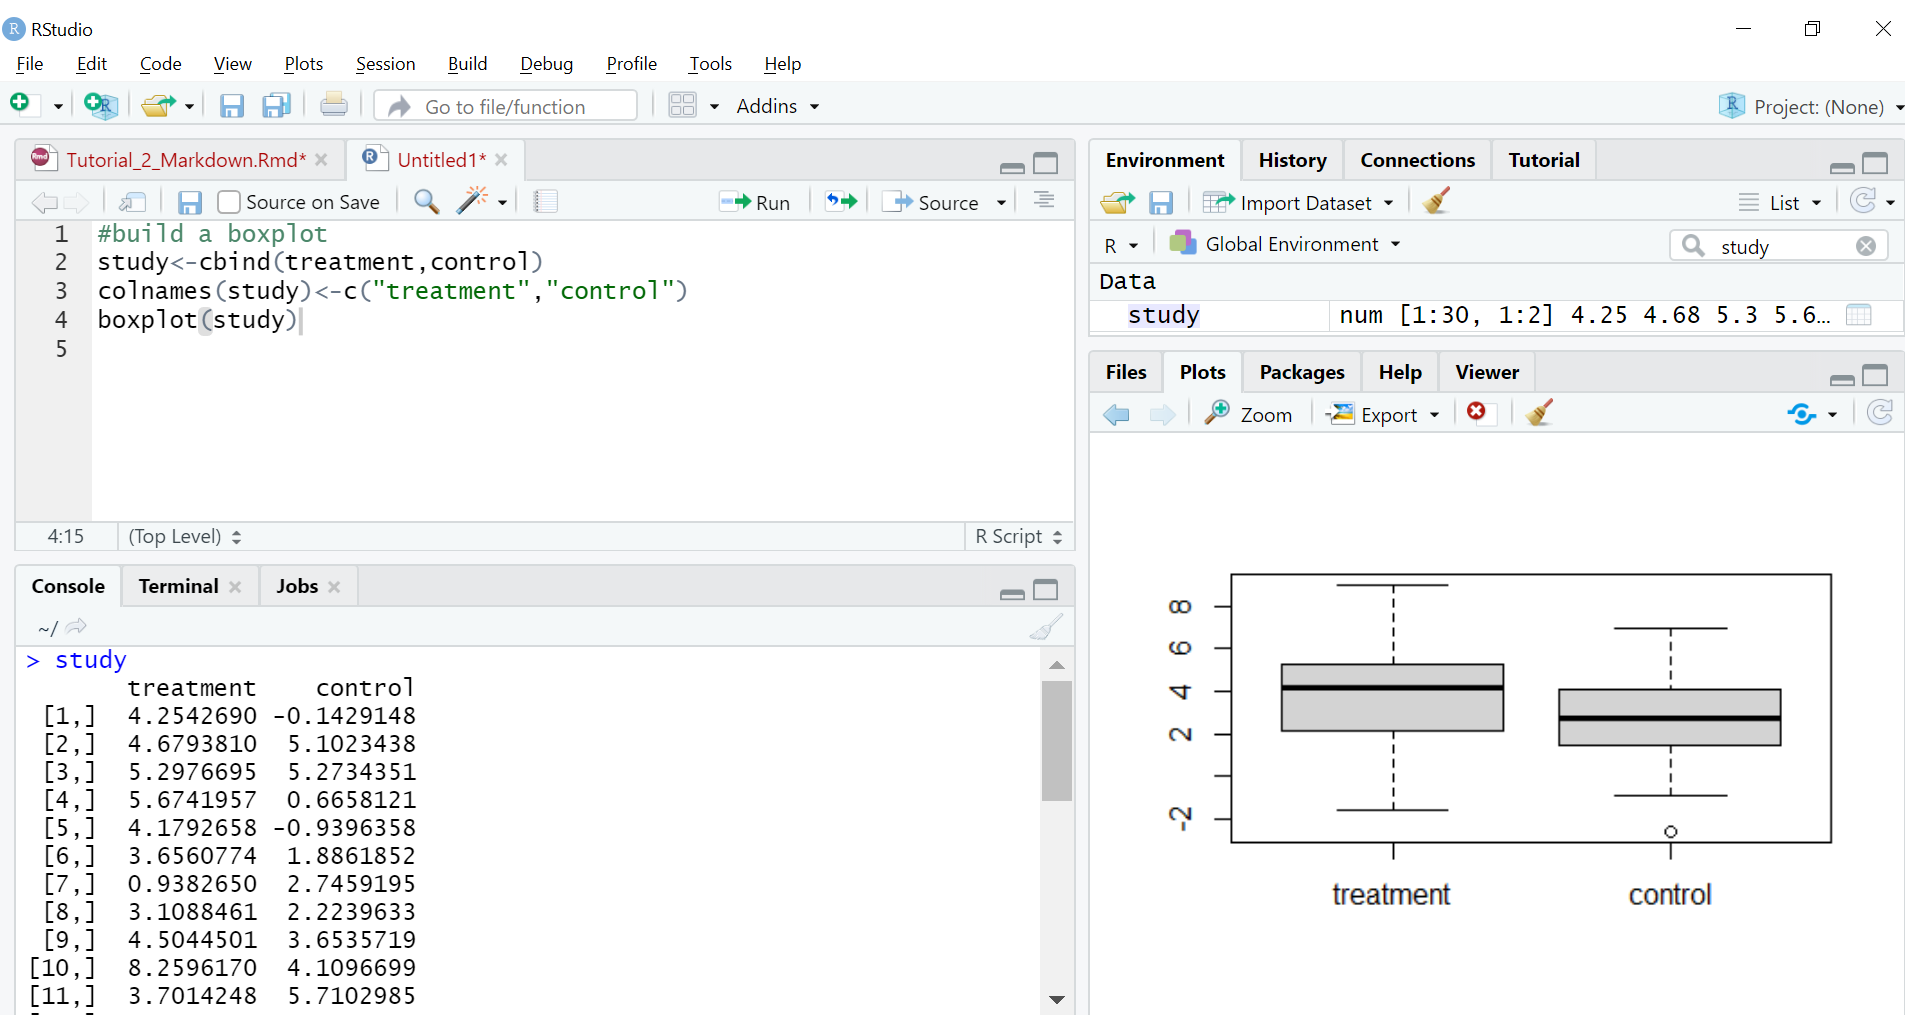 RStudio
File Edit Code View Plots Session Build Debug Profile Tools Help
Go to file/function
Addins
Project: (None)
Tutorial_2_Markdown.Rmd*
Untitled1*
Source on Save
Run
Source
1 #build a boxplot
2 study<-cbind(treatment,control)
3 colnames(study)<-c("treatment","control")
4 boxplot(study)
5
4:15 (Top Level) R Script
Console Terminal Jobs
~/
> study
treatment control
[1,] 4.2542690 -0.1429148
[2,] 4.6793810 5.1023438
[3,] 5.2976695 5.2734351
[4,] 5.6741957 0.6658121
[5,] 4.1792658 -0.9396358
[6,] 3.6560774 1.8861852
[7,] 0.9382650 2.7459195
[8,] 3.1088461 2.2239633
[9,] 4.5044501 3.6535719
[10,] 8.2596170 4.1096699
[11,] 3.7014248 5.7102985
Environment History Connections Tutorial
Import Dataset
List
R
Global Environment
study
Data
study num [1:30, 1:2] 4.25 4.68 5.3 5.6...
Files Plots Packages Help Viewer
Zoom
Export
8
6
4
2
-2
treatment control